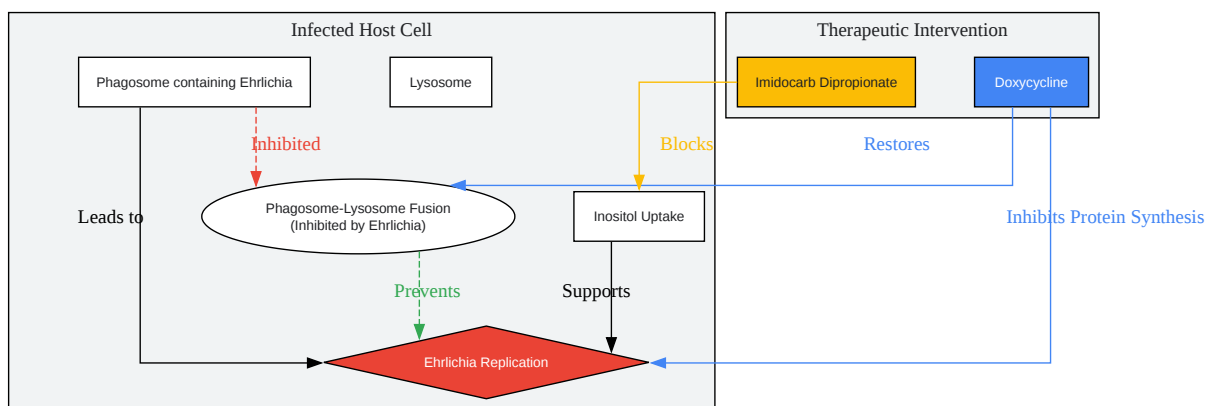 Infected Host Cell
Therapeutic Intervention
Phagosome containing Ehrlichia
Lysosome
Imidocarb Dipropionate
Doxycycline
Inhibited
Blocks
Restores
Phagosome-Lysosome Fusion
(Inhibited by Ehrlichia)
Inositol Uptake
Leads to
Inhibits Protein Synthesis
Prevents
Supports
Ehrlichia Replication